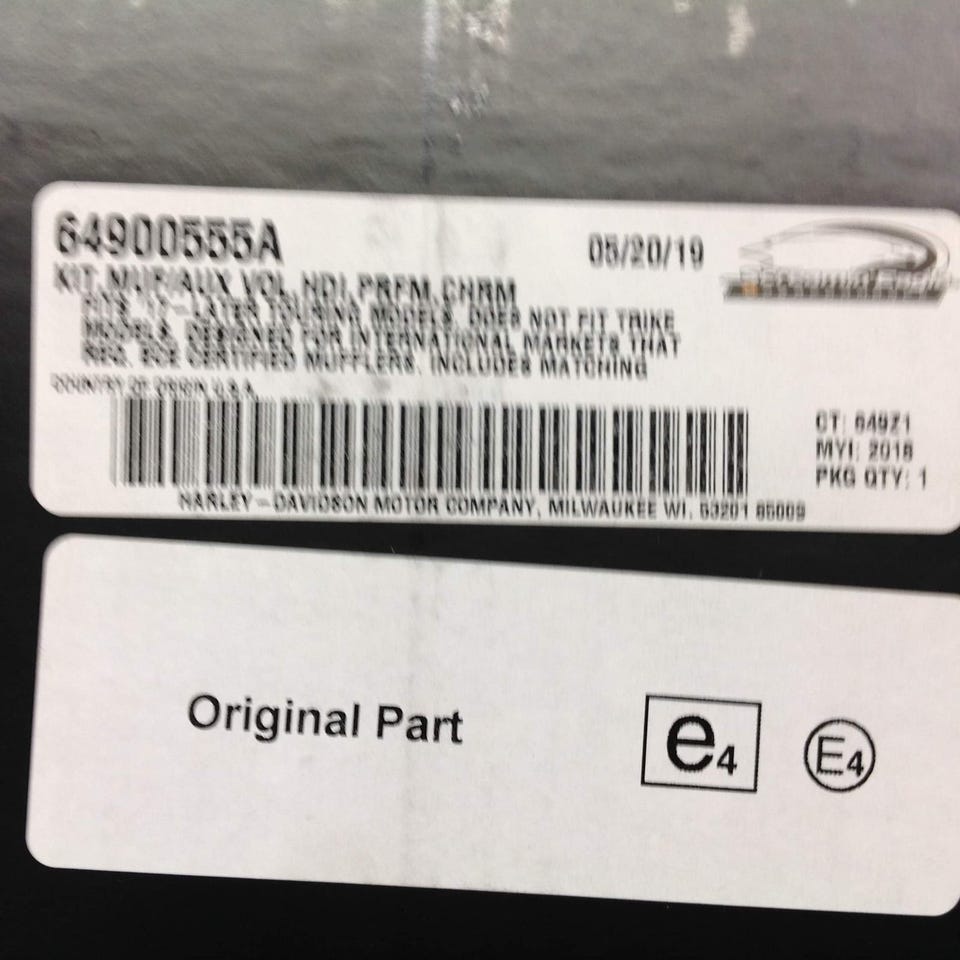 64900555A
05/20/19
KIT,MUF/AUX VOL,HDI,PRFM,CHRM
FITS '17-LATER TOURING MODELS. DOES NOT FIT TRIKE
MODELS. DESIGNED FOR INTERNATIONAL MARKETS THAT
REQ. ECE CERTIFIED MUFFLERS. INCLUDES MATCHING
COUNTRY OF ORIGIN U.S.A.
CT: 649Z1
MYI: 2018
PKG QTY: 1
HARLEY-DAVIDSON MOTOR COMPANY, MILWAUKEE WI, 53201
Original Part
e4
E4